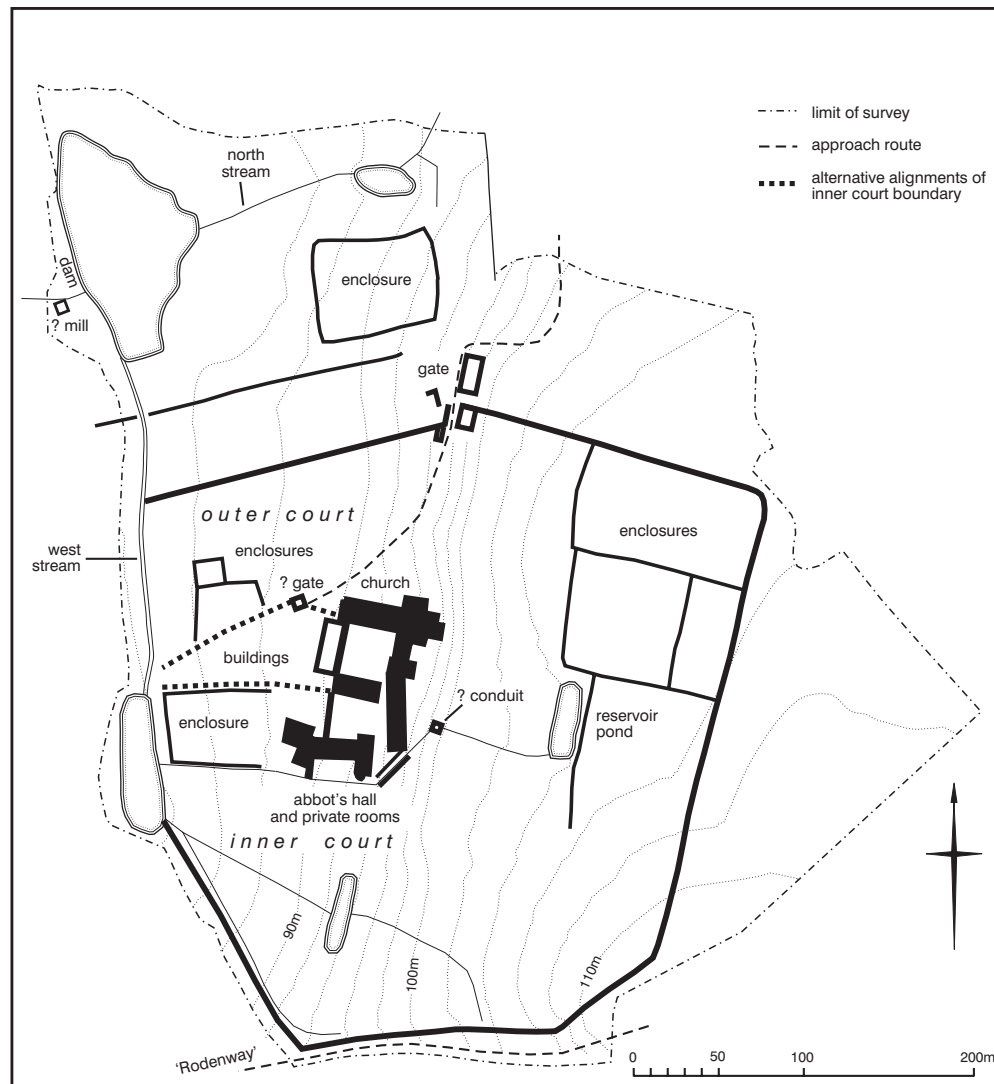 limit of survey
approach route
alternative alignments of
inner court boundary
north
stream
enclosure
dam
? mill
gate
outer court
enclosures
west
stream
? gate
church
enclosures
buildings
? conduit
enclosure
reservoir
pond
abbot's hall
and private rooms
inner court
90m
100m
110m
'Rodenway'
0 50 100 200m